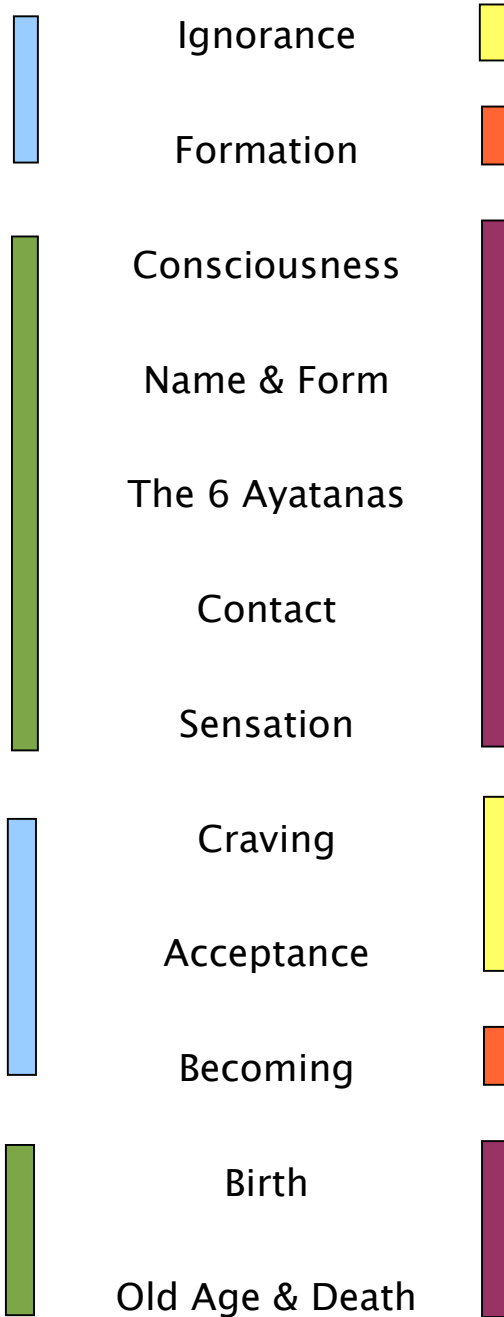 Ignorance
Formation
Consciousness
Name & Form
The 6 Ayatanas
Contact
Sensation
Craving
Acceptance
Becoming
Birth
Old Age & Death